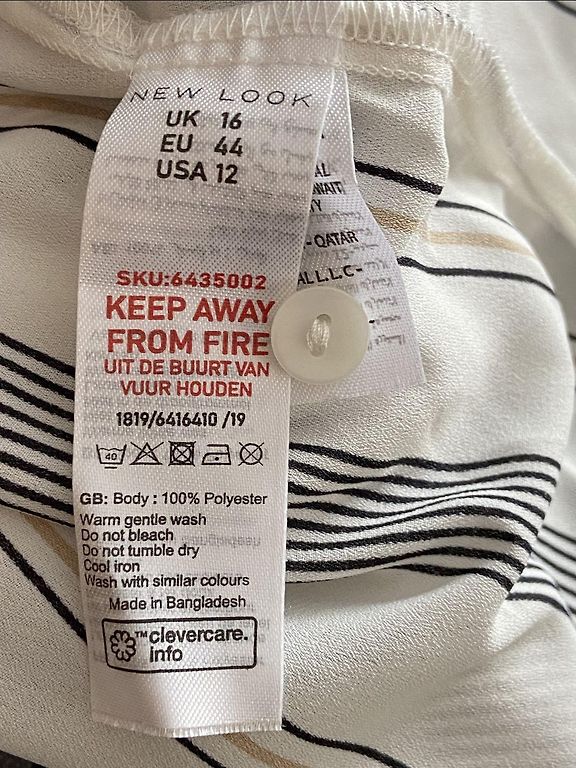 NEW LOOK
UK 16
EU 44
USA 12
SKU:6435002
KEEP AWAY
FROM FIRE
UIT DE BUURT VAN
VUUR HOUDEN
1819/6416410 /19
40
GB: Body : 100% Polyester
Warm gentle wash
Do not bleach
Do not tumble dry
Cool iron
Wash with similar colours
Made in Bangladesh
™clevercare.
info
- QATAR
L.L.C-